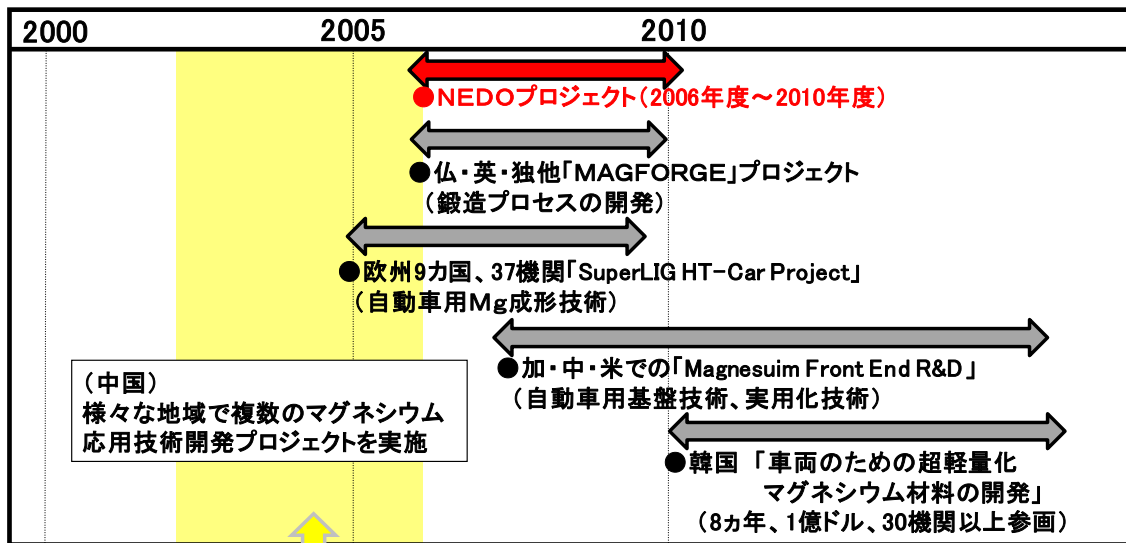 2000 2005 2010
●NEDOプロジェクト(2006年度～2010年度)
●仏・英・独他「MAGFORGE」プロジェクト
(鍛造プロセスの開発)
●欧州9カ国、37機関「SuperLIG HT-Car Project」
(自動車用Mg成形技術)
●加・中・米での「Magnesuim Front End R&D」
(自動車用基盤技術、実用化技術)
(中国)
様々な地域で複数のマグネシウム
応用技術開発プロジェクトを実施
●韓国 「車両のための超軽量化
マグネシウム材料の開発」
(8ヵ年、1億ドル、30機関以上参画)